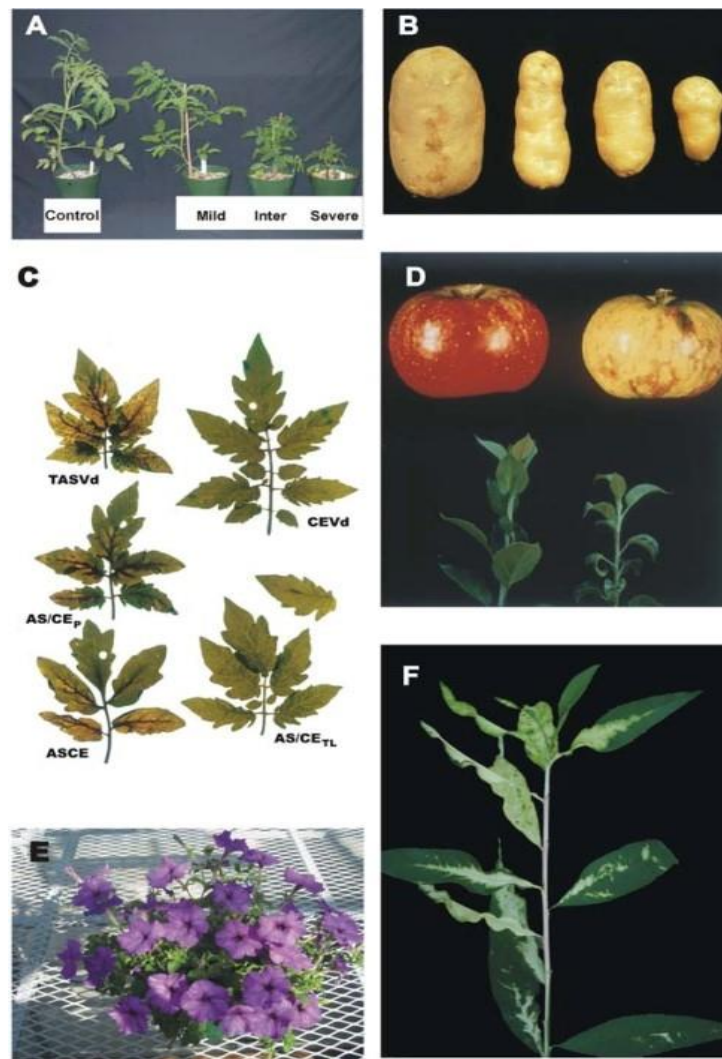 A
B
Control
Mild Inter Severe
C
D
TASVd
CEVd
AS/CEP
ASCE
AS/CETL
E
F